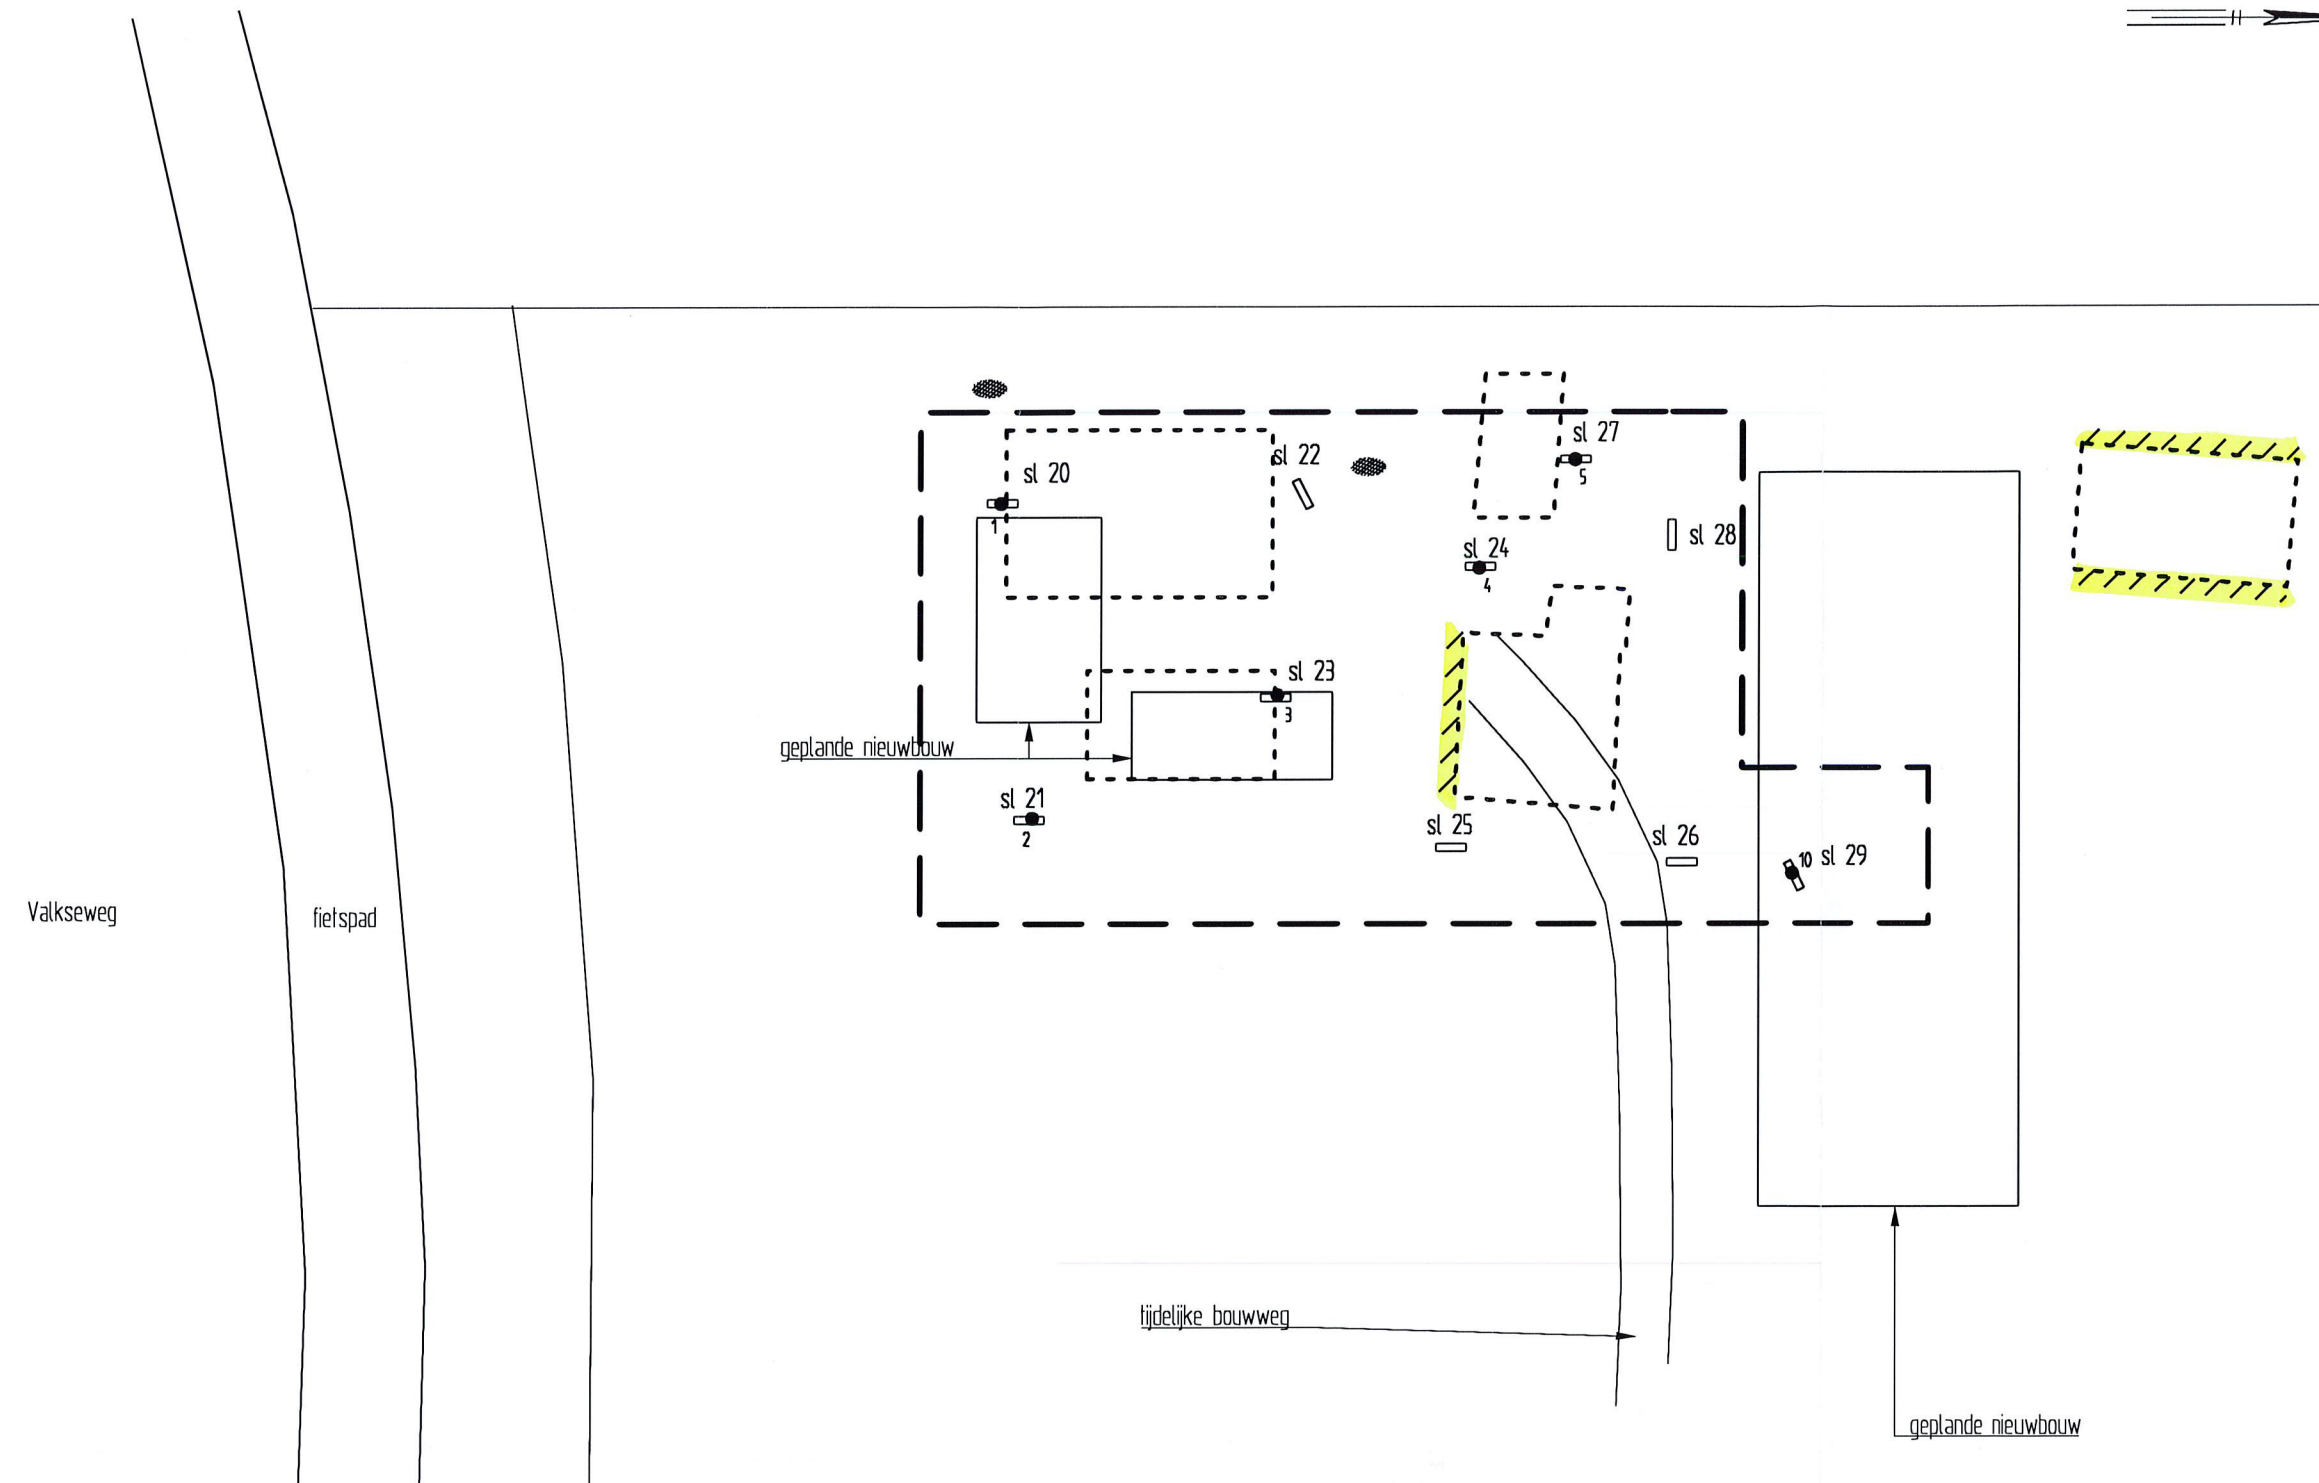 sl 27
sl 22
sl 20
5
1
sl 28
sl 24
4
sl 23
3
geplande nieuwbouw
sl 21
2
sl 25
sl 26
10 sl 29
Valkseweg
fietspad
tijdelijke bouwweg
geplande nieuwbouw